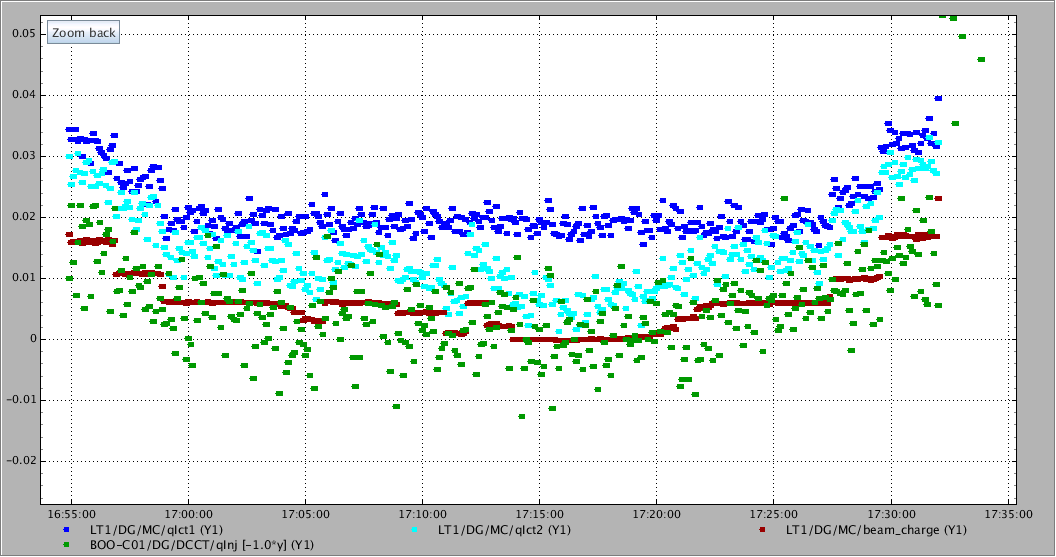 Zoom back
0.05
0.04
0.03
0.02
0.01
0
-0.01
-0.02
16:55:00 17:00:00 17:05:00 17:10:00 17:15:00 17:20:00 17:25:00 17:30:00 17:35:00
LT1/DG/MC/qIct1 (Y1) LT1/DG/MC/qIct2 (Y1) LT1/DG/MC/beam_charge (Y1)
BOO-C01/DG/DCCT/qInj [-1.0*y] (Y1)